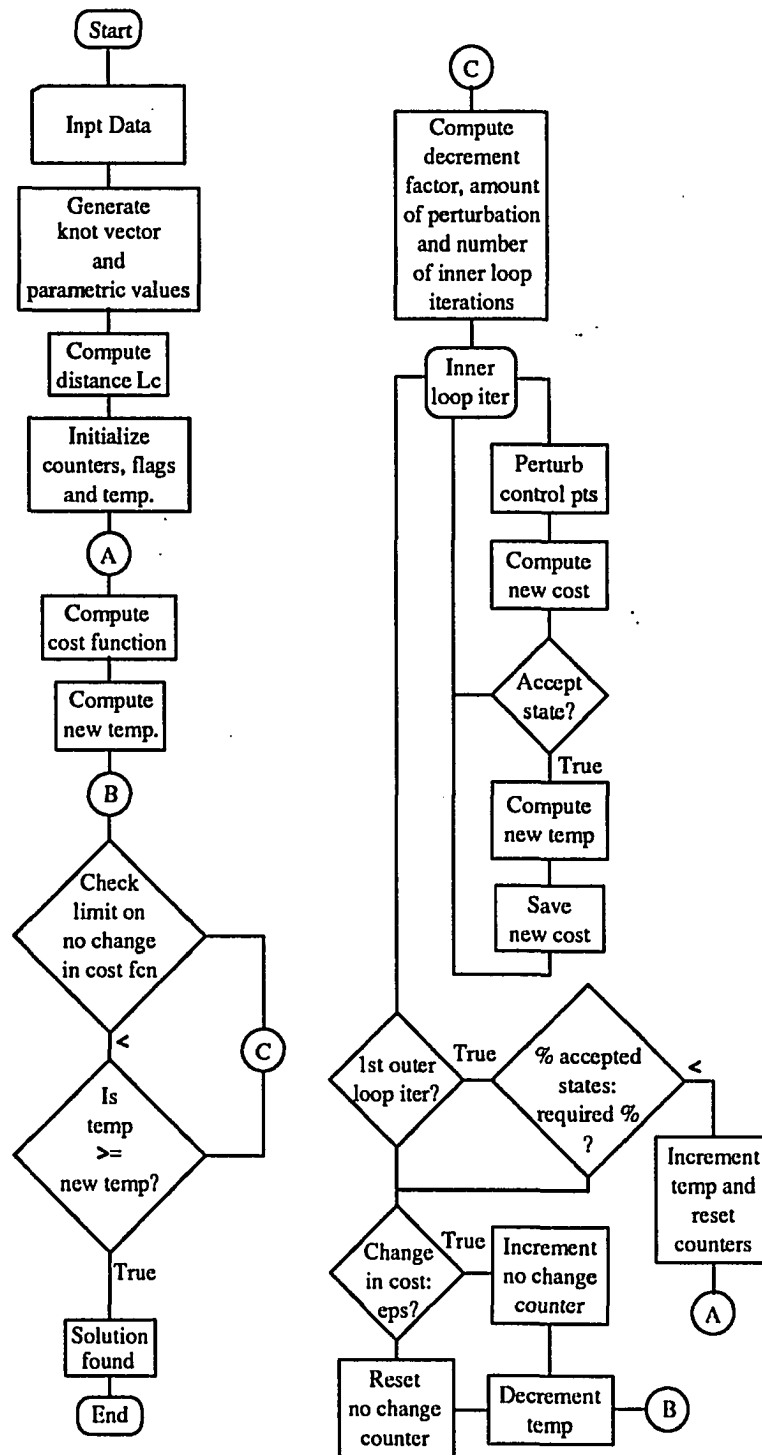 Start
Inpt Data
Generate
knot vector
and
parametric values
Compute
distance Lc
Initialize
counters, flags
and temp.
A
Compute
cost function
Compute
new temp.
B
Check
limit on
no change
in cost fcn
<
C
Is
temp
>=
new temp?
True
Solution
found
End
C
Compute
decrement
factor, amount
of perturbation
and number
of inner loop
iterations
Inner
loop iter
Perturb
control pts
Compute
new cost
Accept
state?
True
Compute
new temp
Save
new cost
1st outer
loop iter?
True
% accepted
states:
required %
?
<
Increment
temp and
reset
counters
A
Change
in cost:
eps?
True
Increment
no change
counter
Reset
no change
counter
Decrement
temp
B